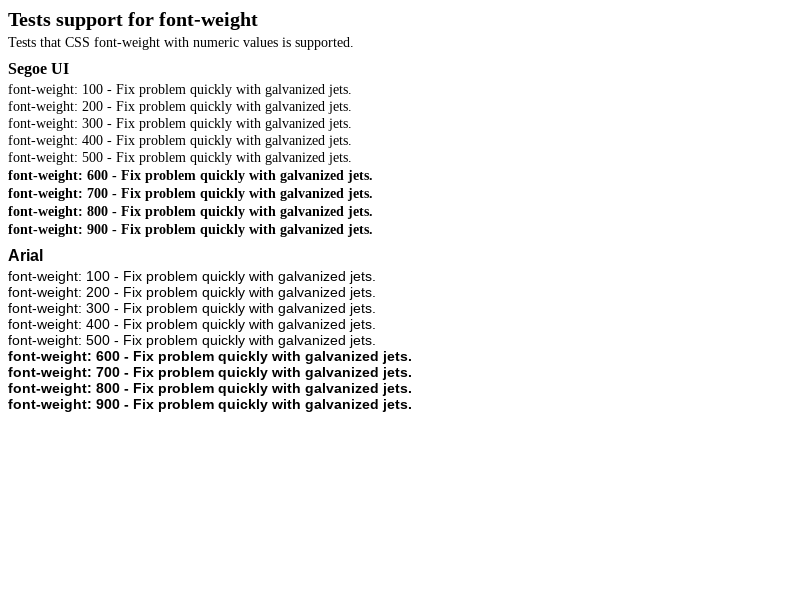 Tests support for font-weight
Tests that CSS font-weight with numeric values is supported.
Segoe UI
font-weight: 100 - Fix problem quickly with galvanized jets.
font-weight: 200 - Fix problem quickly with galvanized jets.
font-weight: 300 - Fix problem quickly with galvanized jets.
font-weight: 400 - Fix problem quickly with galvanized jets.
font-weight: 500 - Fix problem quickly with galvanized jets.
font-weight: 600 - Fix problem quickly with galvanized jets.
font-weight: 700 - Fix problem quickly with galvanized jets.
font-weight: 800 - Fix problem quickly with galvanized jets.
font-weight: 900 - Fix problem quickly with galvanized jets.
Arial
font-weight: 100 - Fix problem quickly with galvanized jets.
font-weight: 200 - Fix problem quickly with galvanized jets.
font-weight: 300 - Fix problem quickly with galvanized jets.
font-weight: 400 - Fix problem quickly with galvanized jets.
font-weight: 500 - Fix problem quickly with galvanized jets.
font-weight: 600 - Fix problem quickly with galvanized jets.
font-weight: 700 - Fix problem quickly with galvanized jets.
font-weight: 800 - Fix problem quickly with galvanized jets.
font-weight: 900 - Fix problem quickly with galvanized jets.